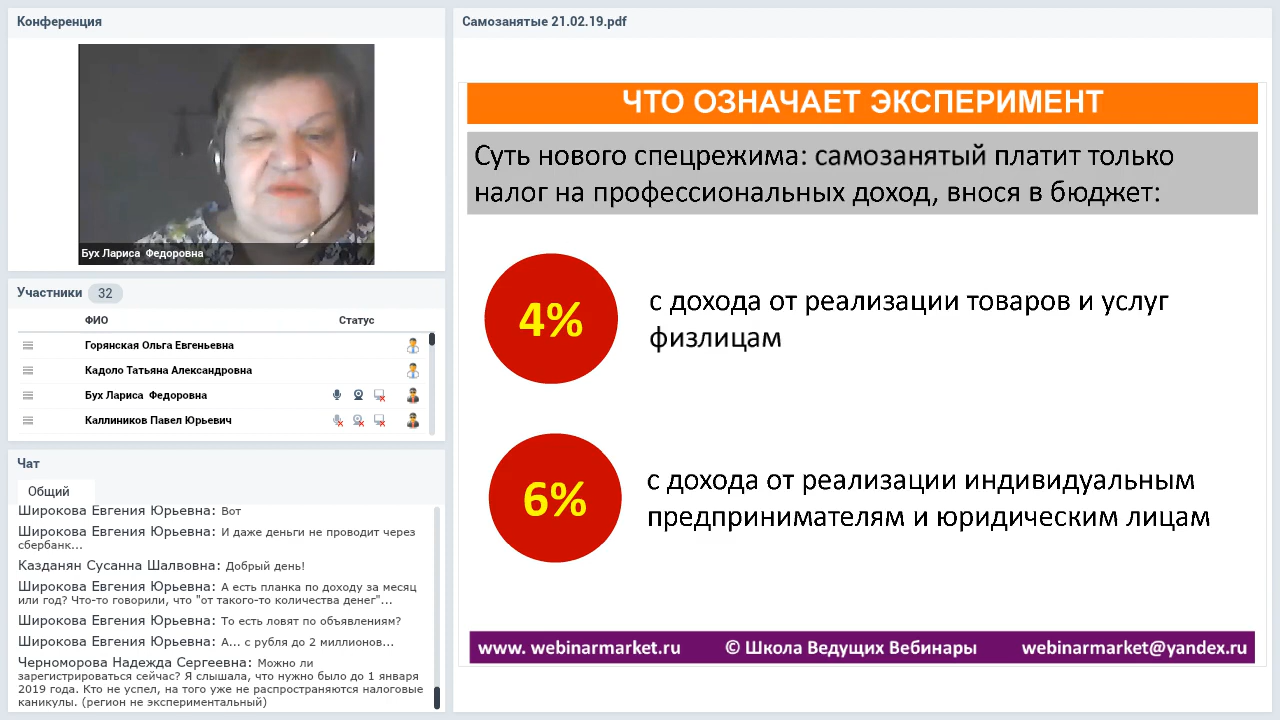 Конференция
Бух Лариса  Федоровна
Участники 32
ФИО Статус
Горянская Ольга Евгеньевна
Кадоло Татьяна Александровна
Бух Лариса  Федоровна
Каллиников Павел Юрьевич
Чат
Общий
Широкова Евгения Юрьевна: Вот
Широкова Евгения Юрьевна: И даже деньги не проводит через
сбербанк...
Казданян Сусанна Шалвовна: Добрый день!
Широкова Евгения Юрьевна: А есть планка по доходу за месяц
или год? Что-то говорили, что "от такого-то количества денег"...
Широкова Евгения Юрьевна: То есть ловят по объявлениям?
Широкова Евгения Юрьевна: А... с рубля до 2 миллионов...
Черноморова Надежда Сергеевна: Можно ли
зарегистрироваться сейчас? Я слышала, что нужно было до 1 января
2019 года. Кто не успел, на того уже не распространяются налоговые
каникулы. (регион не экспериментальный)
Самозанятые 21.02.19.pdf
ЧТО ОЗНАЧАЕТ ЭКСПЕРИМЕНТ
Суть нового спецрежима: самозанятый платит только
налог на профессиональных доход, внося в бюджет:
4%
с дохода от реализации товаров и услуг
физлицам
6%
с дохода от реализации индивидуальным
предпринимателям и юридическим лицам
www. webinarmarket.ru © Школа Ведущих Вебинары webinarmarket@yandex.ru